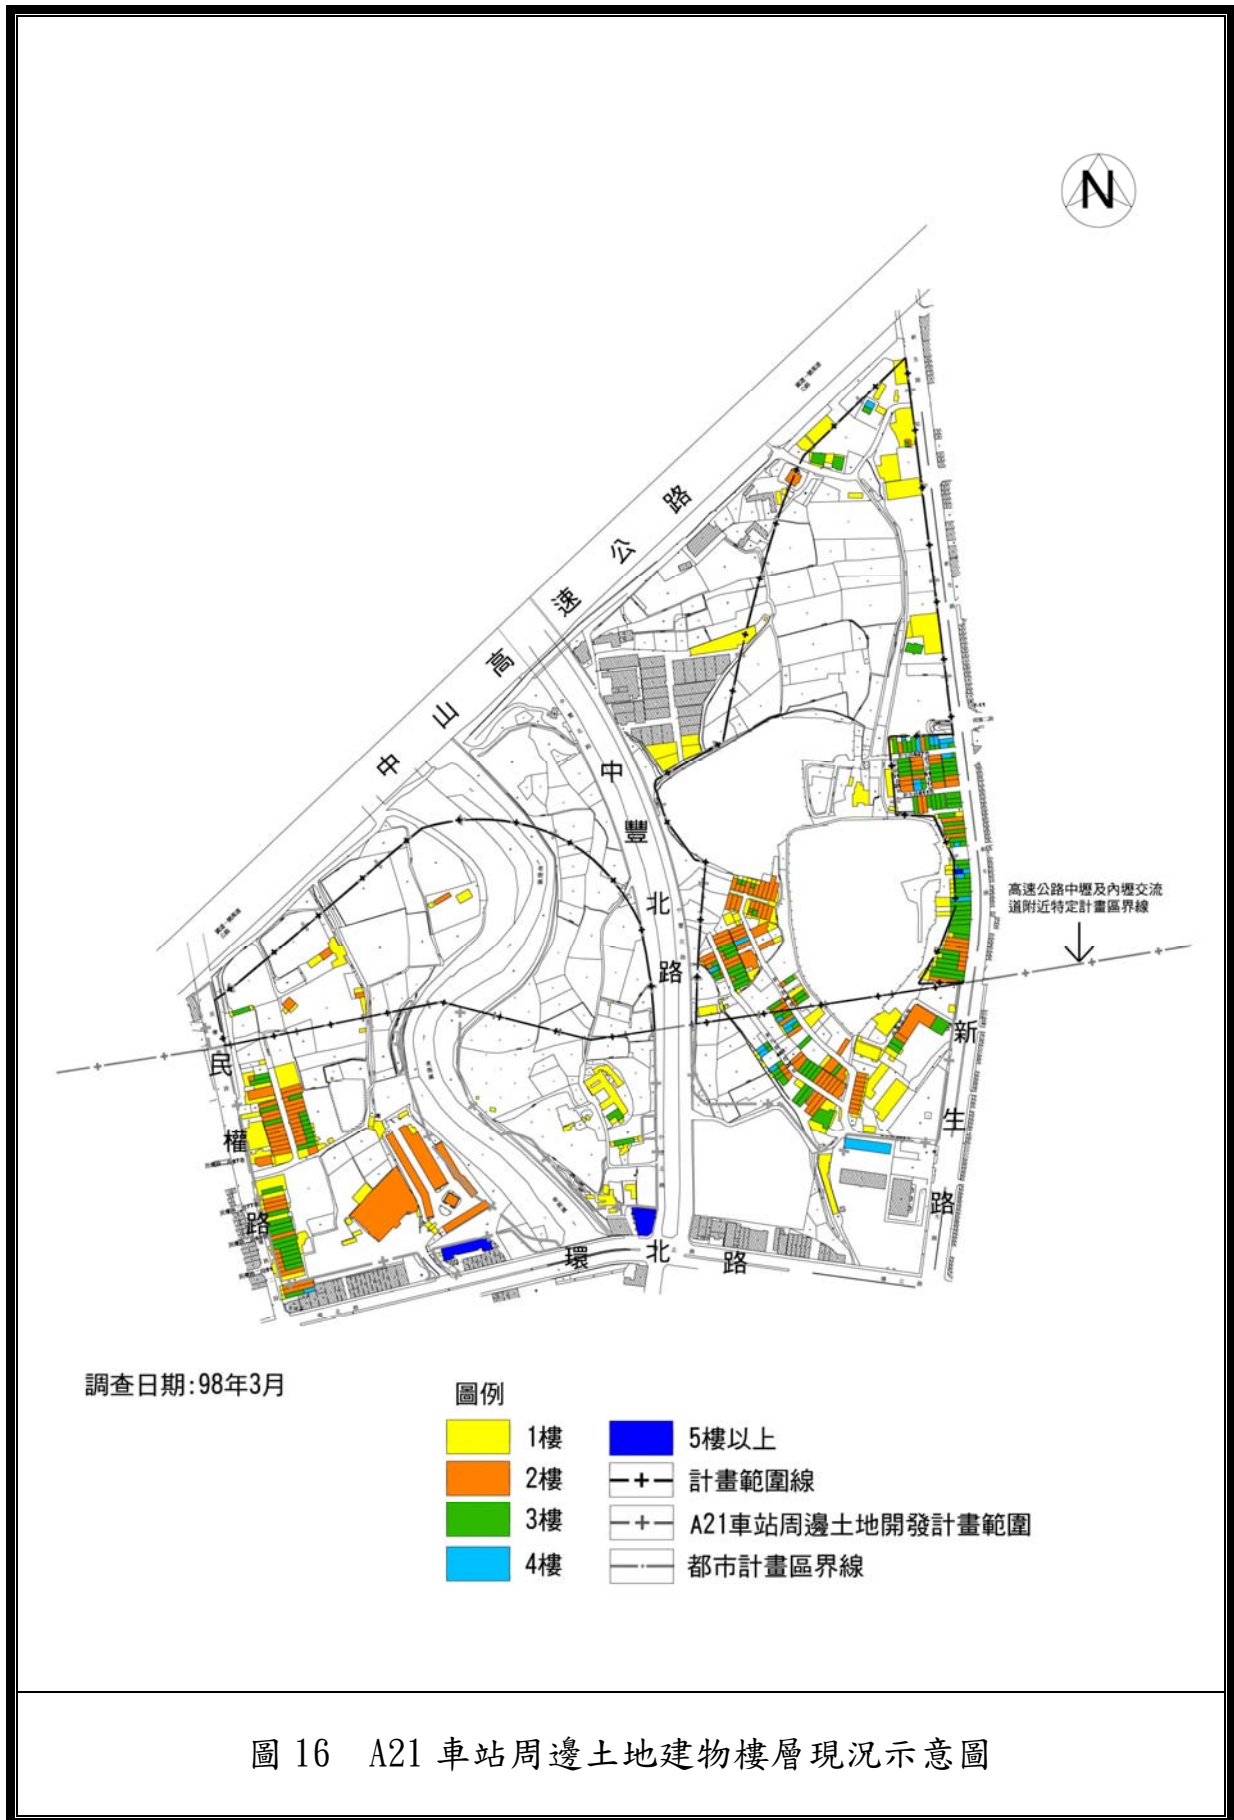 N
中山高速公路
中豐北路
高速公路中壢及內壢交流
道附近特定計畫區界線
民權路
新生路
環北路
調查日期:98年3月
圖例
1樓
2樓
3樓
4樓
5樓以上
計畫範圍線
A21車站周邊土地開發計畫範圍
都市計畫區界線
圖 16 A21 車站周邊土地建物樓層現況示意圖